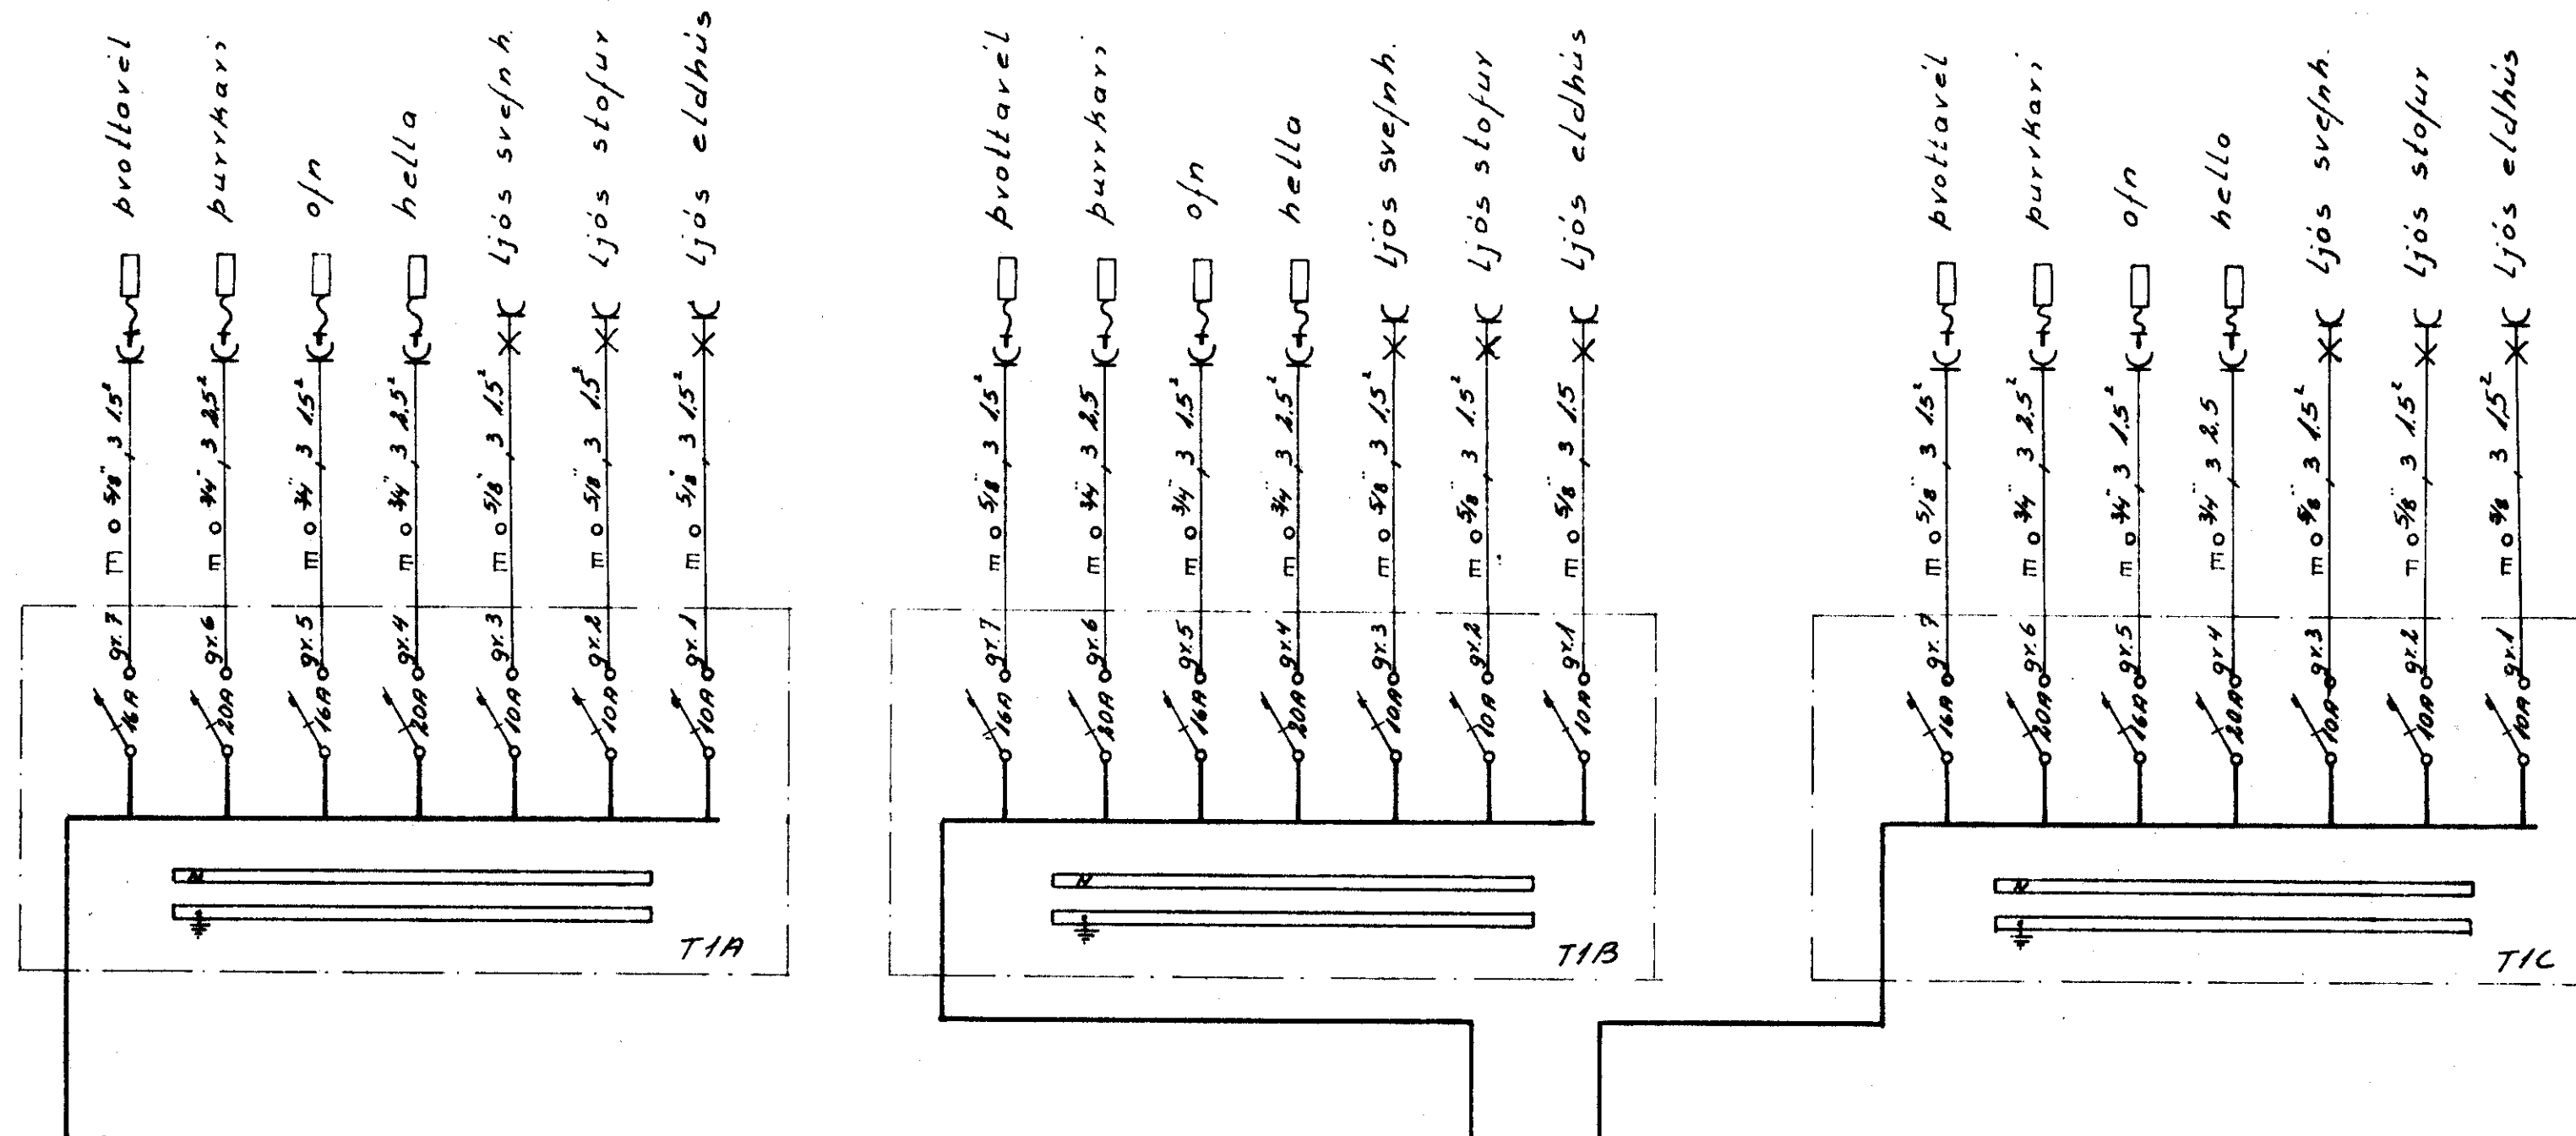 þvottavél
þurrkari
ofn
hella
ljós svefnh.
ljós stofur
ljós eldhús
þvottavél
þurrkari
ofn
hella
ljós svefnh.
ljós stofur
ljós eldhús
þvottavél
þurrkari
ofn
hella
ljós svefnh.
ljós stofur
ljós eldhús
m o 5/8", 3 1.5²
m o 3/4", 3 2.5²
m o 3/4", 3 1.5²
m o 3/4", 3 2.5²
m o 5/8", 3 1.5²
m o 5/8", 3 1.5²
m o 5/8", 3 1.5²
m o 5/8", 3 1.5²
m o 3/4", 3 2.5
m o 3/4", 3 1.5²
m o 3/4", 3 2.5²
m o 5/8", 3 1.5²
m o 5/8", 3 1.5²
m o 5/8", 3 1.5
m o 5/8", 3 1.5²
m o 3/4", 3 2.5²
m o 3/4", 3 1.5²
m o 3/4", 3 2.5
m o 5/8", 3 1.5²
m o 5/8", 3 1.5²
m o 5/8", 3 1.5²
gr.7
gr.6
gr.5
gr.4
gr.3
gr.2
gr.1
gr.7
gr.6
gr.5
gr.4
gr.3
gr.2
gr.1
gr.7
gr.6
gr.5
gr.4
gr.3
gr.2
gr.1
16A
20A
16A
20A
10A
10A
10A
16A
20A
16A
20A
10A
10A
10A
16A
20A
16A
20A
10A
10A
10A
N
N
N
T1A
T1B
T1C